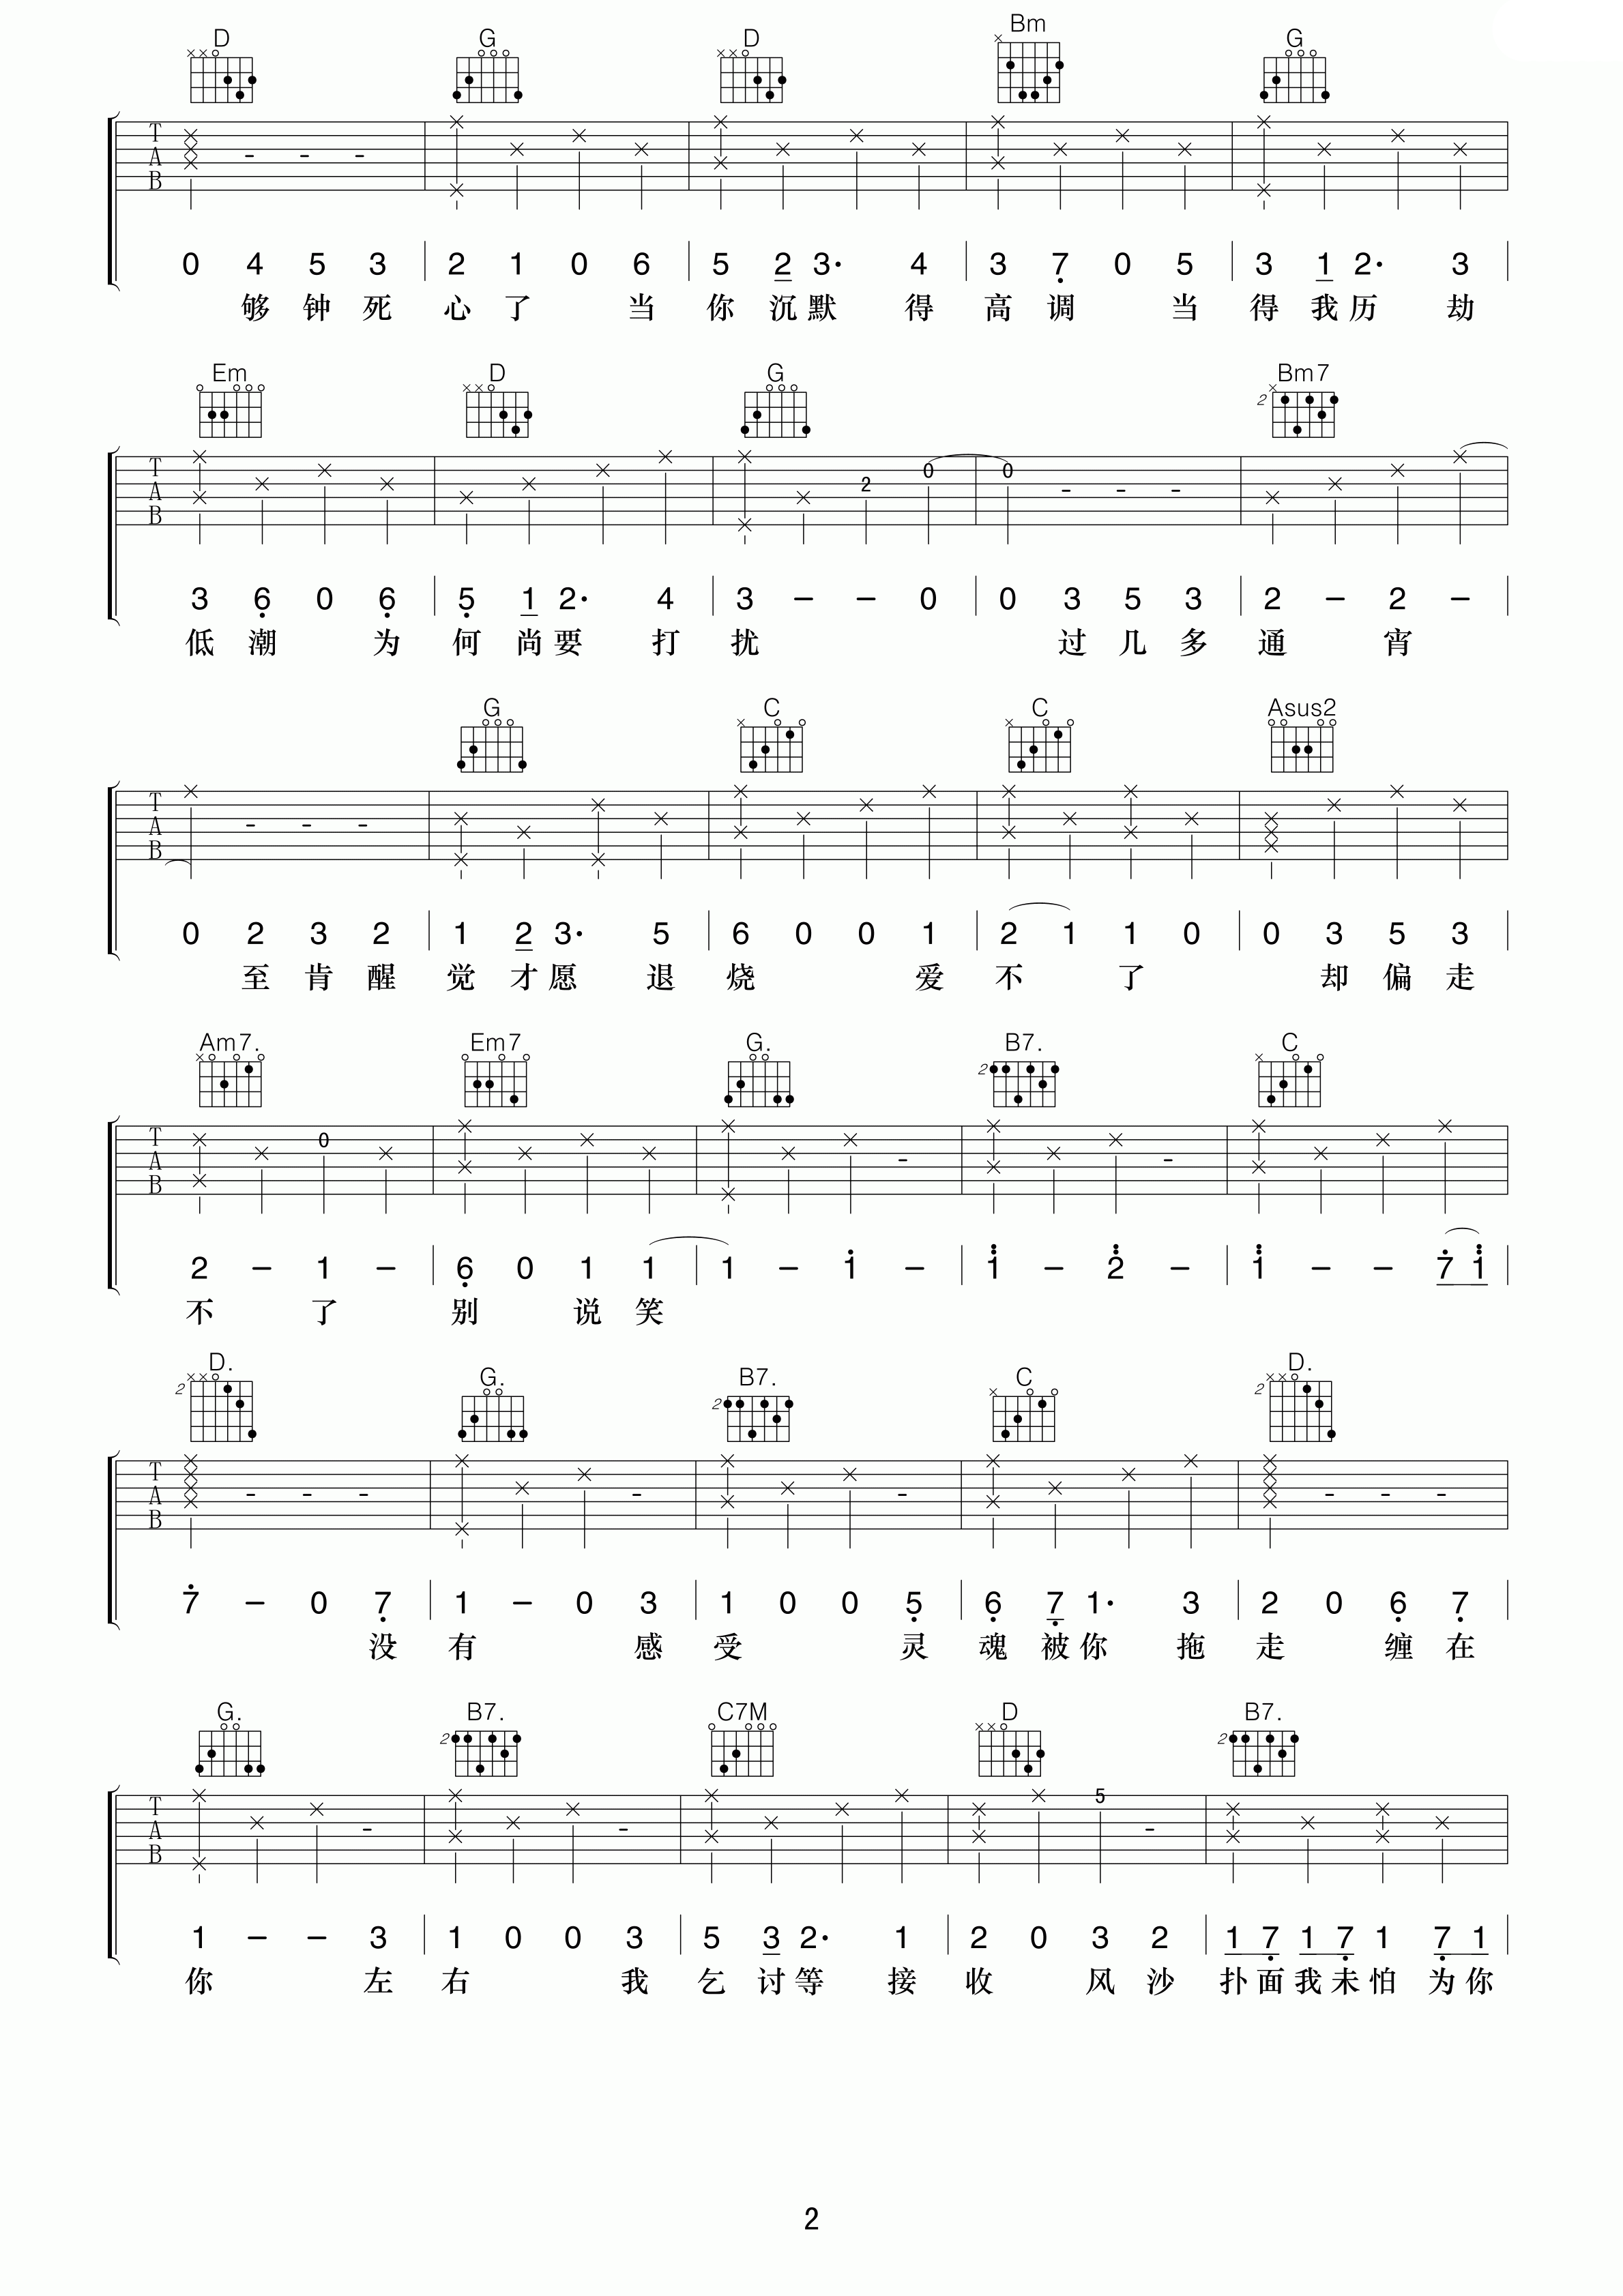 D G D Bm G
T A B
0 4 5 3 2 1 0 6 5 2 3· 4 3 7 0 5 3 1 2· 3
够 钟 死 心 了 当 你 沉 默 得 高 调 当 得 我 历 劫
Em D G Bm7
2
T A B 2 0 0
3 6 0 6 5 1 2· 4 3 – – 0 0 3 5 3 2 – 2 –
低 潮 为 何 尚 要 打 扰 过 几 多 通 宵
G C C Asus2
T A B
0 2 3 2 1 2 3· 5 6 0 0 1 2 1 1 0 0 3 5 3
至 肯 醒 觉 才 愿 退 烧 爱 不 了 却 偏 走
Am7. Em7 G. B7. C
2
T A B 0
2 – 1 – 6 0 1 1 1 – 1 – 1 – 2 – 1 – – 7 1
不 了 别 说 笑
D. G. B7. C D.
2 2 2
T A B
7 – 0 7 1 – 0 3 1 0 0 5 6 7 1· 3 2 0 6 7
没 有 感 受 灵 魂 被 你 拖 走 缠 在
G. B7. C7M D B7.
2 2
T A B 5
1 – – 3 1 0 0 3 5 3 2· 1 2 0 3 2 1 7 1 7 1 7 1
你 左 右 我 乞 讨 等 接 收 风 沙 扑 面 我 未 怕 为 你
2